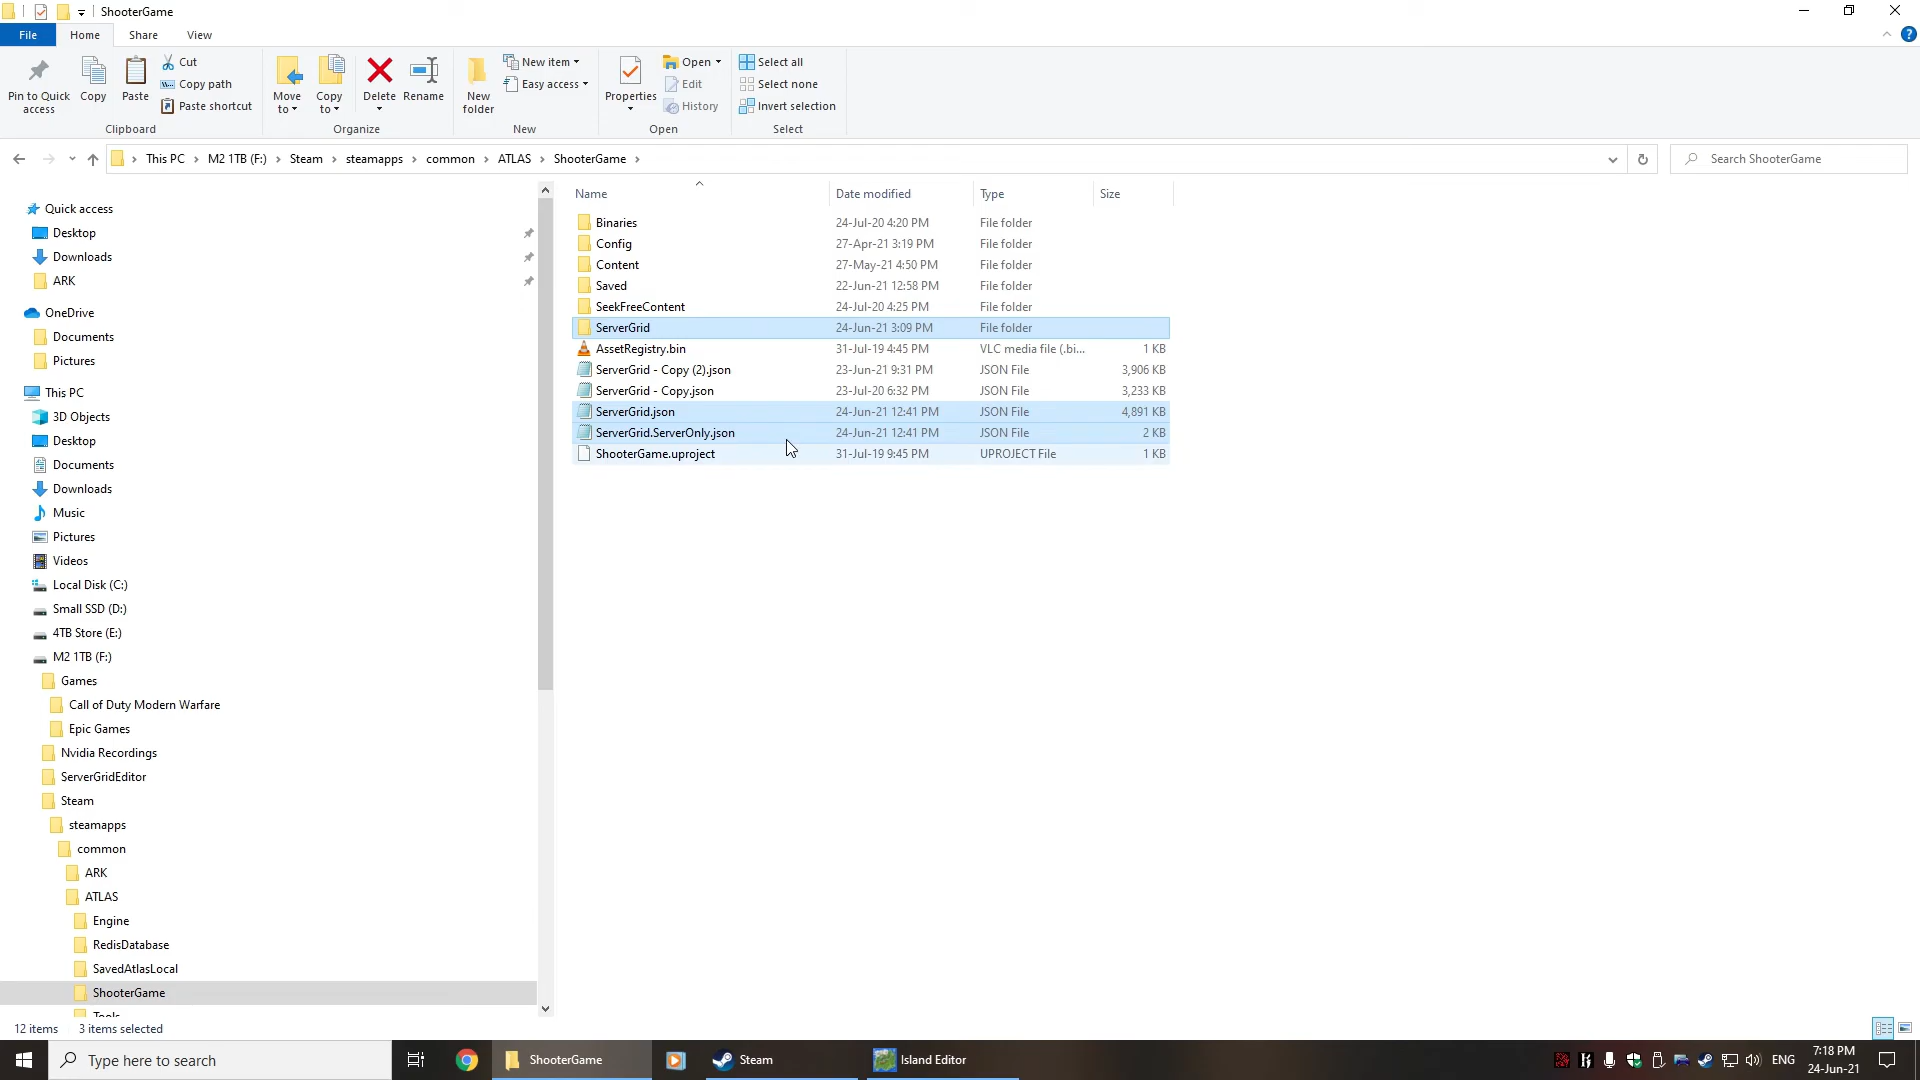 ShooterGame
File Home Share View
Pin to Quick access
Copy
Paste
Cut
Copy path
Paste shortcut
Clipboard
Move to
Copy to
Delete
Rename
Organize
New folder
New item
Easy access
New
Properties
Open
Edit
History
Open
Select all
Select none
Invert selection
Select
This PC › M2 1TB (F:) › Steam › steamapps › common › ATLAS › ShooterGame ›
Search ShooterGame
Quick access
Desktop
Downloads
ARK
OneDrive
Documents
Pictures
This PC
3D Objects
Desktop
Documents
Downloads
Music
Pictures
Videos
Local Disk (C:)
Small SSD (D:)
4TB Store (E:)
M2 1TB (F:)
Games
Call of Duty Modern Warfare
Epic Games
Nvidia Recordings
ServerGridEditor
Steam
steamapps
common
ARK
ATLAS
Engine
RedisDatabase
SavedAtlasLocal
ShooterGame
Tools
Name Date modified Type Size
Binaries 24-Jul-20 4:20 PM File folder
Config 27-Apr-21 3:19 PM File folder
Content 27-May-21 4:50 PM File folder
Saved 22-Jun-21 12:58 PM File folder
SeekFreeContent 24-Jul-20 4:25 PM File folder
ServerGrid 24-Jun-21 3:09 PM File folder
AssetRegistry.bin 31-Jul-19 4:45 PM VLC media file (.bi... 1 KB
ServerGrid - Copy (2).json 23-Jun-21 9:31 PM JSON File 3,906 KB
ServerGrid - Copy.json 23-Jul-20 6:32 PM JSON File 3,233 KB
ServerGrid.json 24-Jun-21 12:41 PM JSON File 4,891 KB
ServerGrid.ServerOnly.json 24-Jun-21 12:41 PM JSON File 2 KB
ShooterGame.uproject 31-Jul-19 9:45 PM UPROJECT File 1 KB
12 items 3 items selected
Type here to search
ShooterGame
Steam
Island Editor
ENG
7:18 PM
24-Jun-21